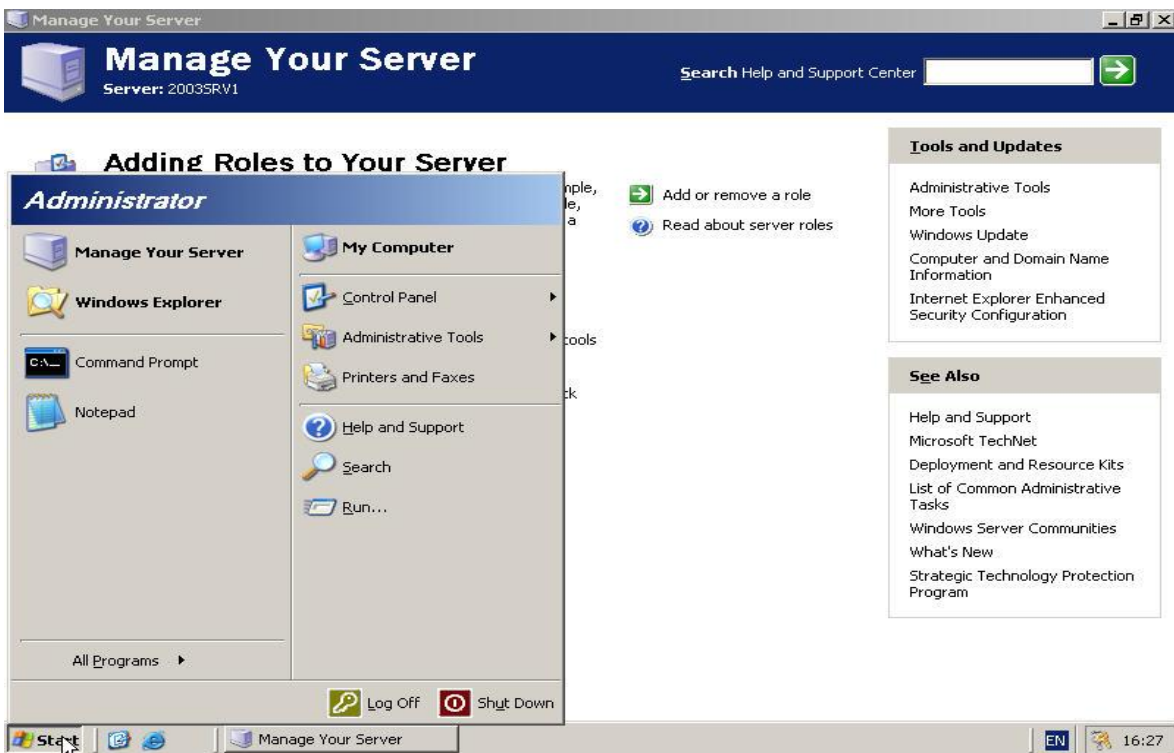 Manage Your Server
Manage Your Server
Server: 2003SRV1
Search Help and Support Center
Adding Roles to Your Server
Add or remove a role
Read about server roles
Tools and Updates
Administrative Tools
More Tools
Windows Update
Computer and Domain Name
Information
Internet Explorer Enhanced
Security Configuration
See Also
Help and Support
Microsoft TechNet
Deployment and Resource Kits
List of Common Administrative
Tasks
Windows Server Communities
What's New
Strategic Technology Protection
Program
Administrator
Manage Your Server
Windows Explorer
C:\_
Command Prompt
Notepad
All Programs
My Computer
Control Panel
Administrative Tools
tools
Printers and Faxes
Help and Support
Search
Run...
Log Off
Shut Down
Start
Manage Your Server
EN
16:27